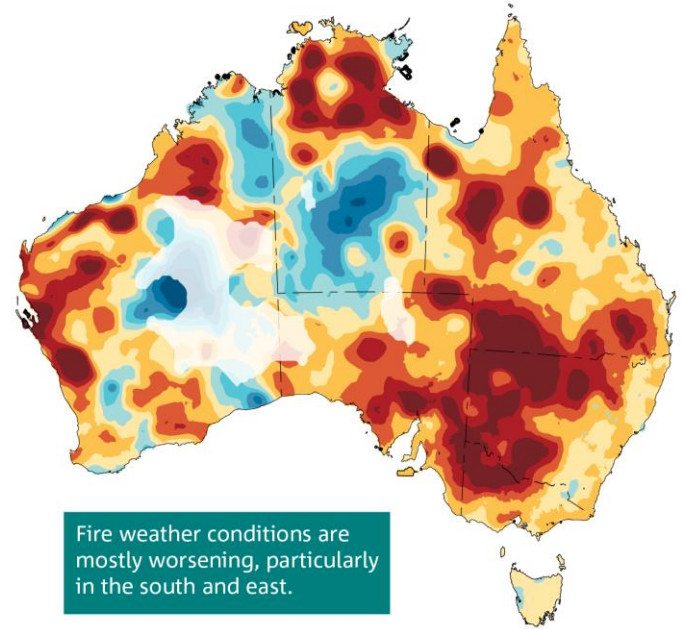 Fire weather conditions are
mostly worsening, particularly
in the south and east.